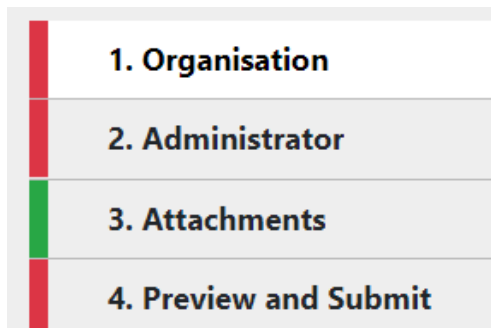 1. Organisation
2. Administrator
3. Attachments
4. Preview and Submit